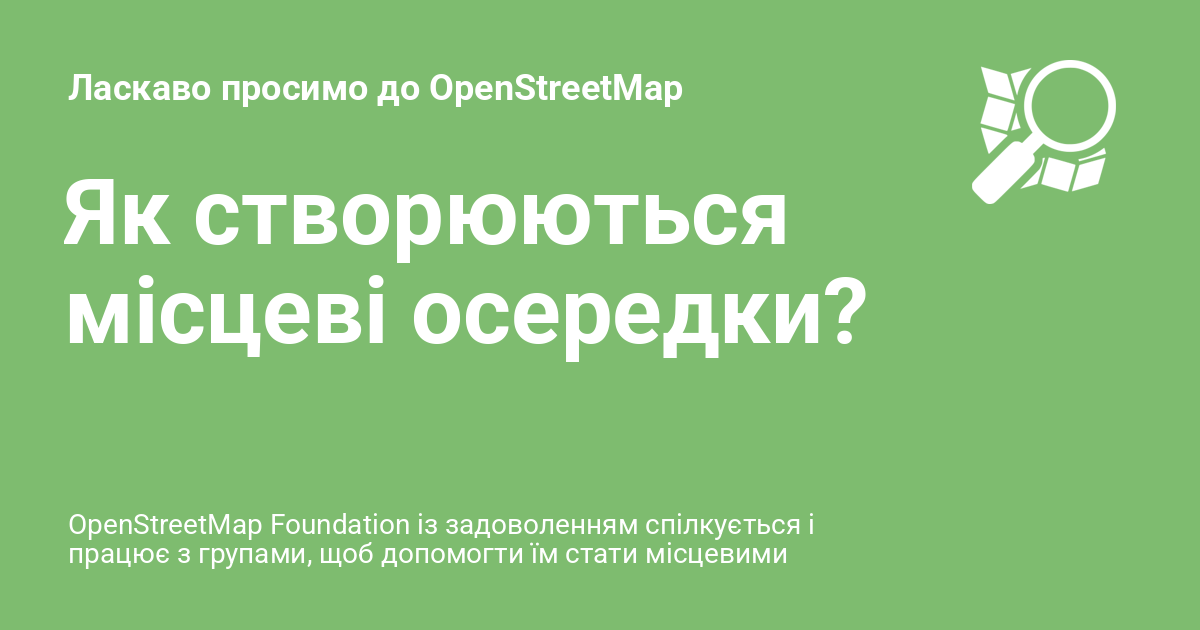 Ласкаво просимо до OpenStreetMap
Як створюються
місцеві осередки?
OpenStreetMap Foundation із задоволенням спілкується і
працює з групами, щоб допомогти їм стати місцевими